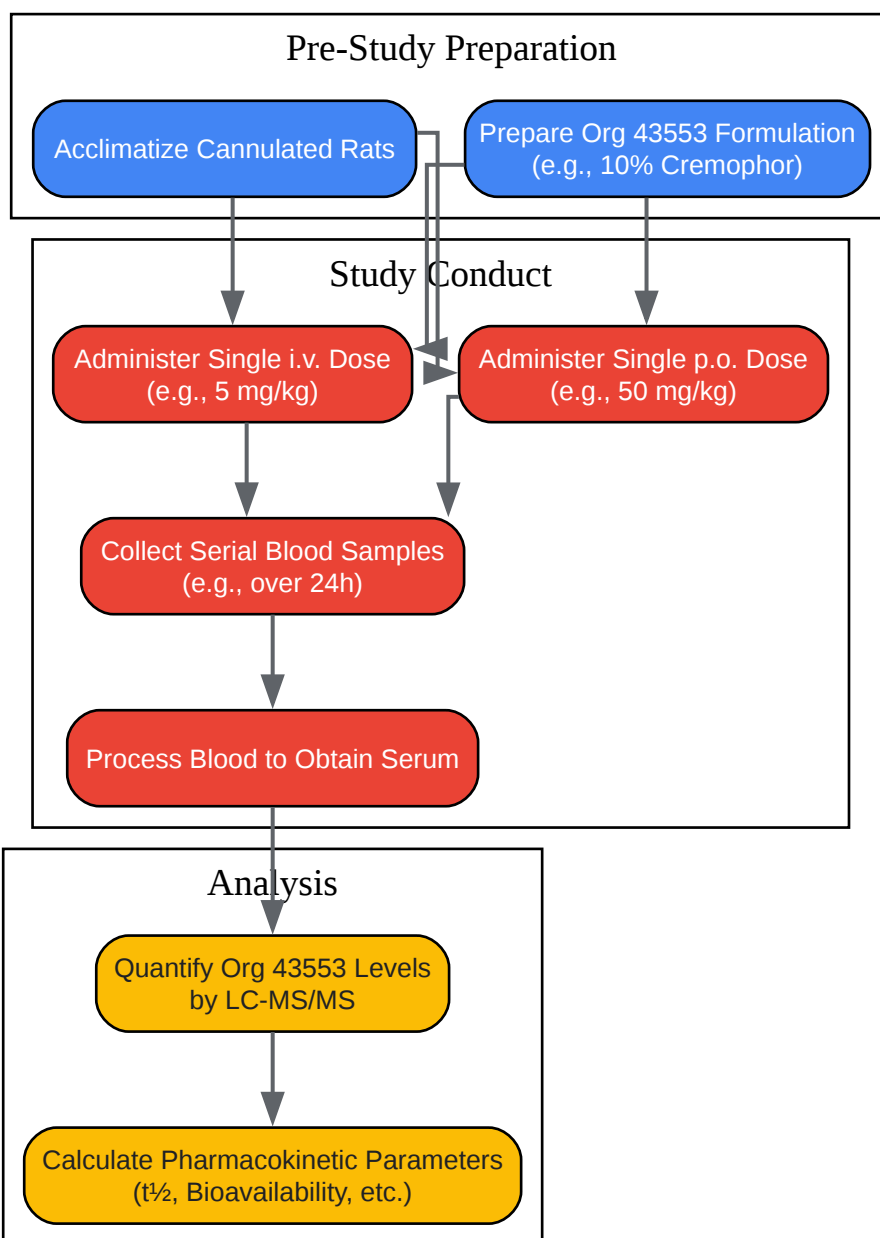 Pre-Study Preparation
Acclimatize Cannulated Rats
Prepare Org 43553 Formulation
(e.g., 10% Cremophor)
Study Conduct
Administer Single i.v. Dose
(e.g., 5 mg/kg)
Administer Single p.o. Dose
(e.g., 50 mg/kg)
Collect Serial Blood Samples
(e.g., over 24h)
Process Blood to Obtain Serum
Analysis
Quantify Org 43553 Levels
by LC-MS/MS
Calculate Pharmacokinetic Parameters
(t½, Bioavailability, etc.)